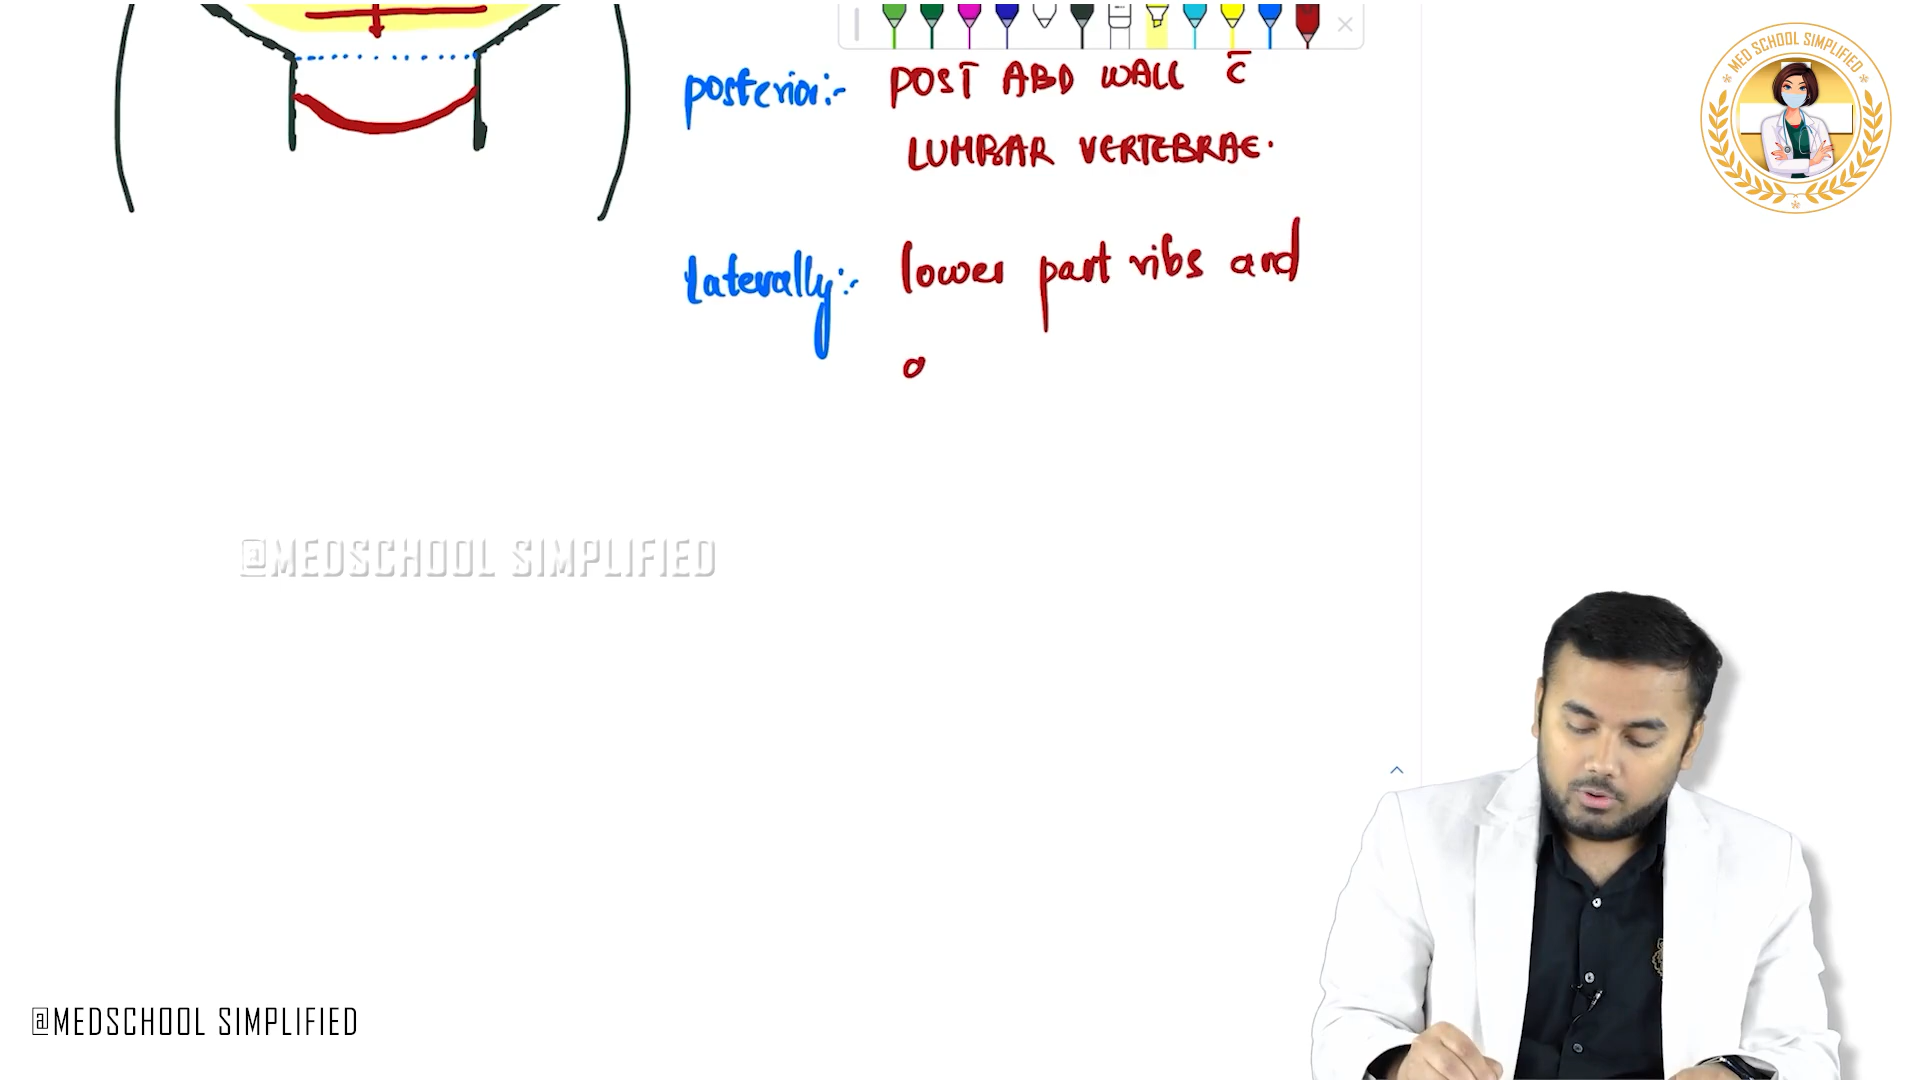 MED SCHOOL SIMPLIFIED
posterior:- POST ABD WALL c̄
LUMBAR VERTEBRAE.
Laterally:- lower part ribs and
o
@MEDSCHOOL SIMPLIFIED
@MEDSCHOOL SIMPLIFIED